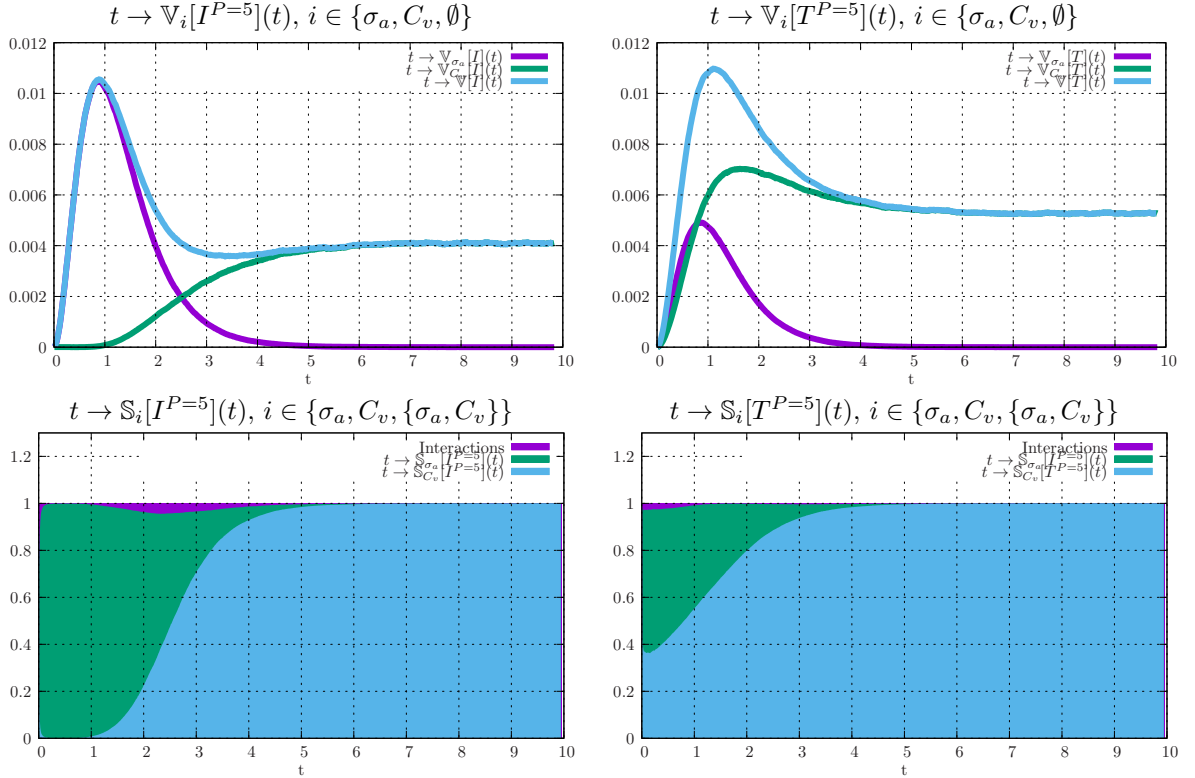 t → 𝕍_i[I^{P=5}](t), i ∈ {σ_a, C_v, ∅}
0.012
0.01
0.008
0.006
0.004
0.002
0
t → 𝕍_{σ_a}[I](t)
t → 𝕍_{C_v}[I](t)
t → 𝕍[I](t)
0 1 2 3 4 5 6 7 8 9 10
t
t → 𝕍_i[T^{P=5}](t), i ∈ {σ_a, C_v, ∅}
0.012
0.01
0.008
0.006
0.004
0.002
0
t → 𝕍_{σ_a}[T](t)
t → 𝕍_{C_v}[T](t)
t → 𝕍[T](t)
0 1 2 3 4 5 6 7 8 9 10
t
t → 𝕊_i[I^{P=5}](t), i ∈ {σ_a, C_v, {σ_a, C_v}}
1.2
1
0.8
0.6
0.4
0.2
0
Interactions
t → 𝕊_{σ_a}[I^{P=5}](t)
t → 𝕊_{C_v}[I^{P=5}](t)
0 1 2 3 4 5 6 7 8 9 10
t
t → 𝕊_i[T^{P=5}](t), i ∈ {σ_a, C_v, {σ_a, C_v}}
1.2
1
0.8
0.6
0.4
0.2
0
Interactions
t → 𝕊_{σ_a}[T^{P=5}](t)
t → 𝕊_{C_v}[T^{P=5}](t)
0 1 2 3 4 5 6 7 8 9 10
t